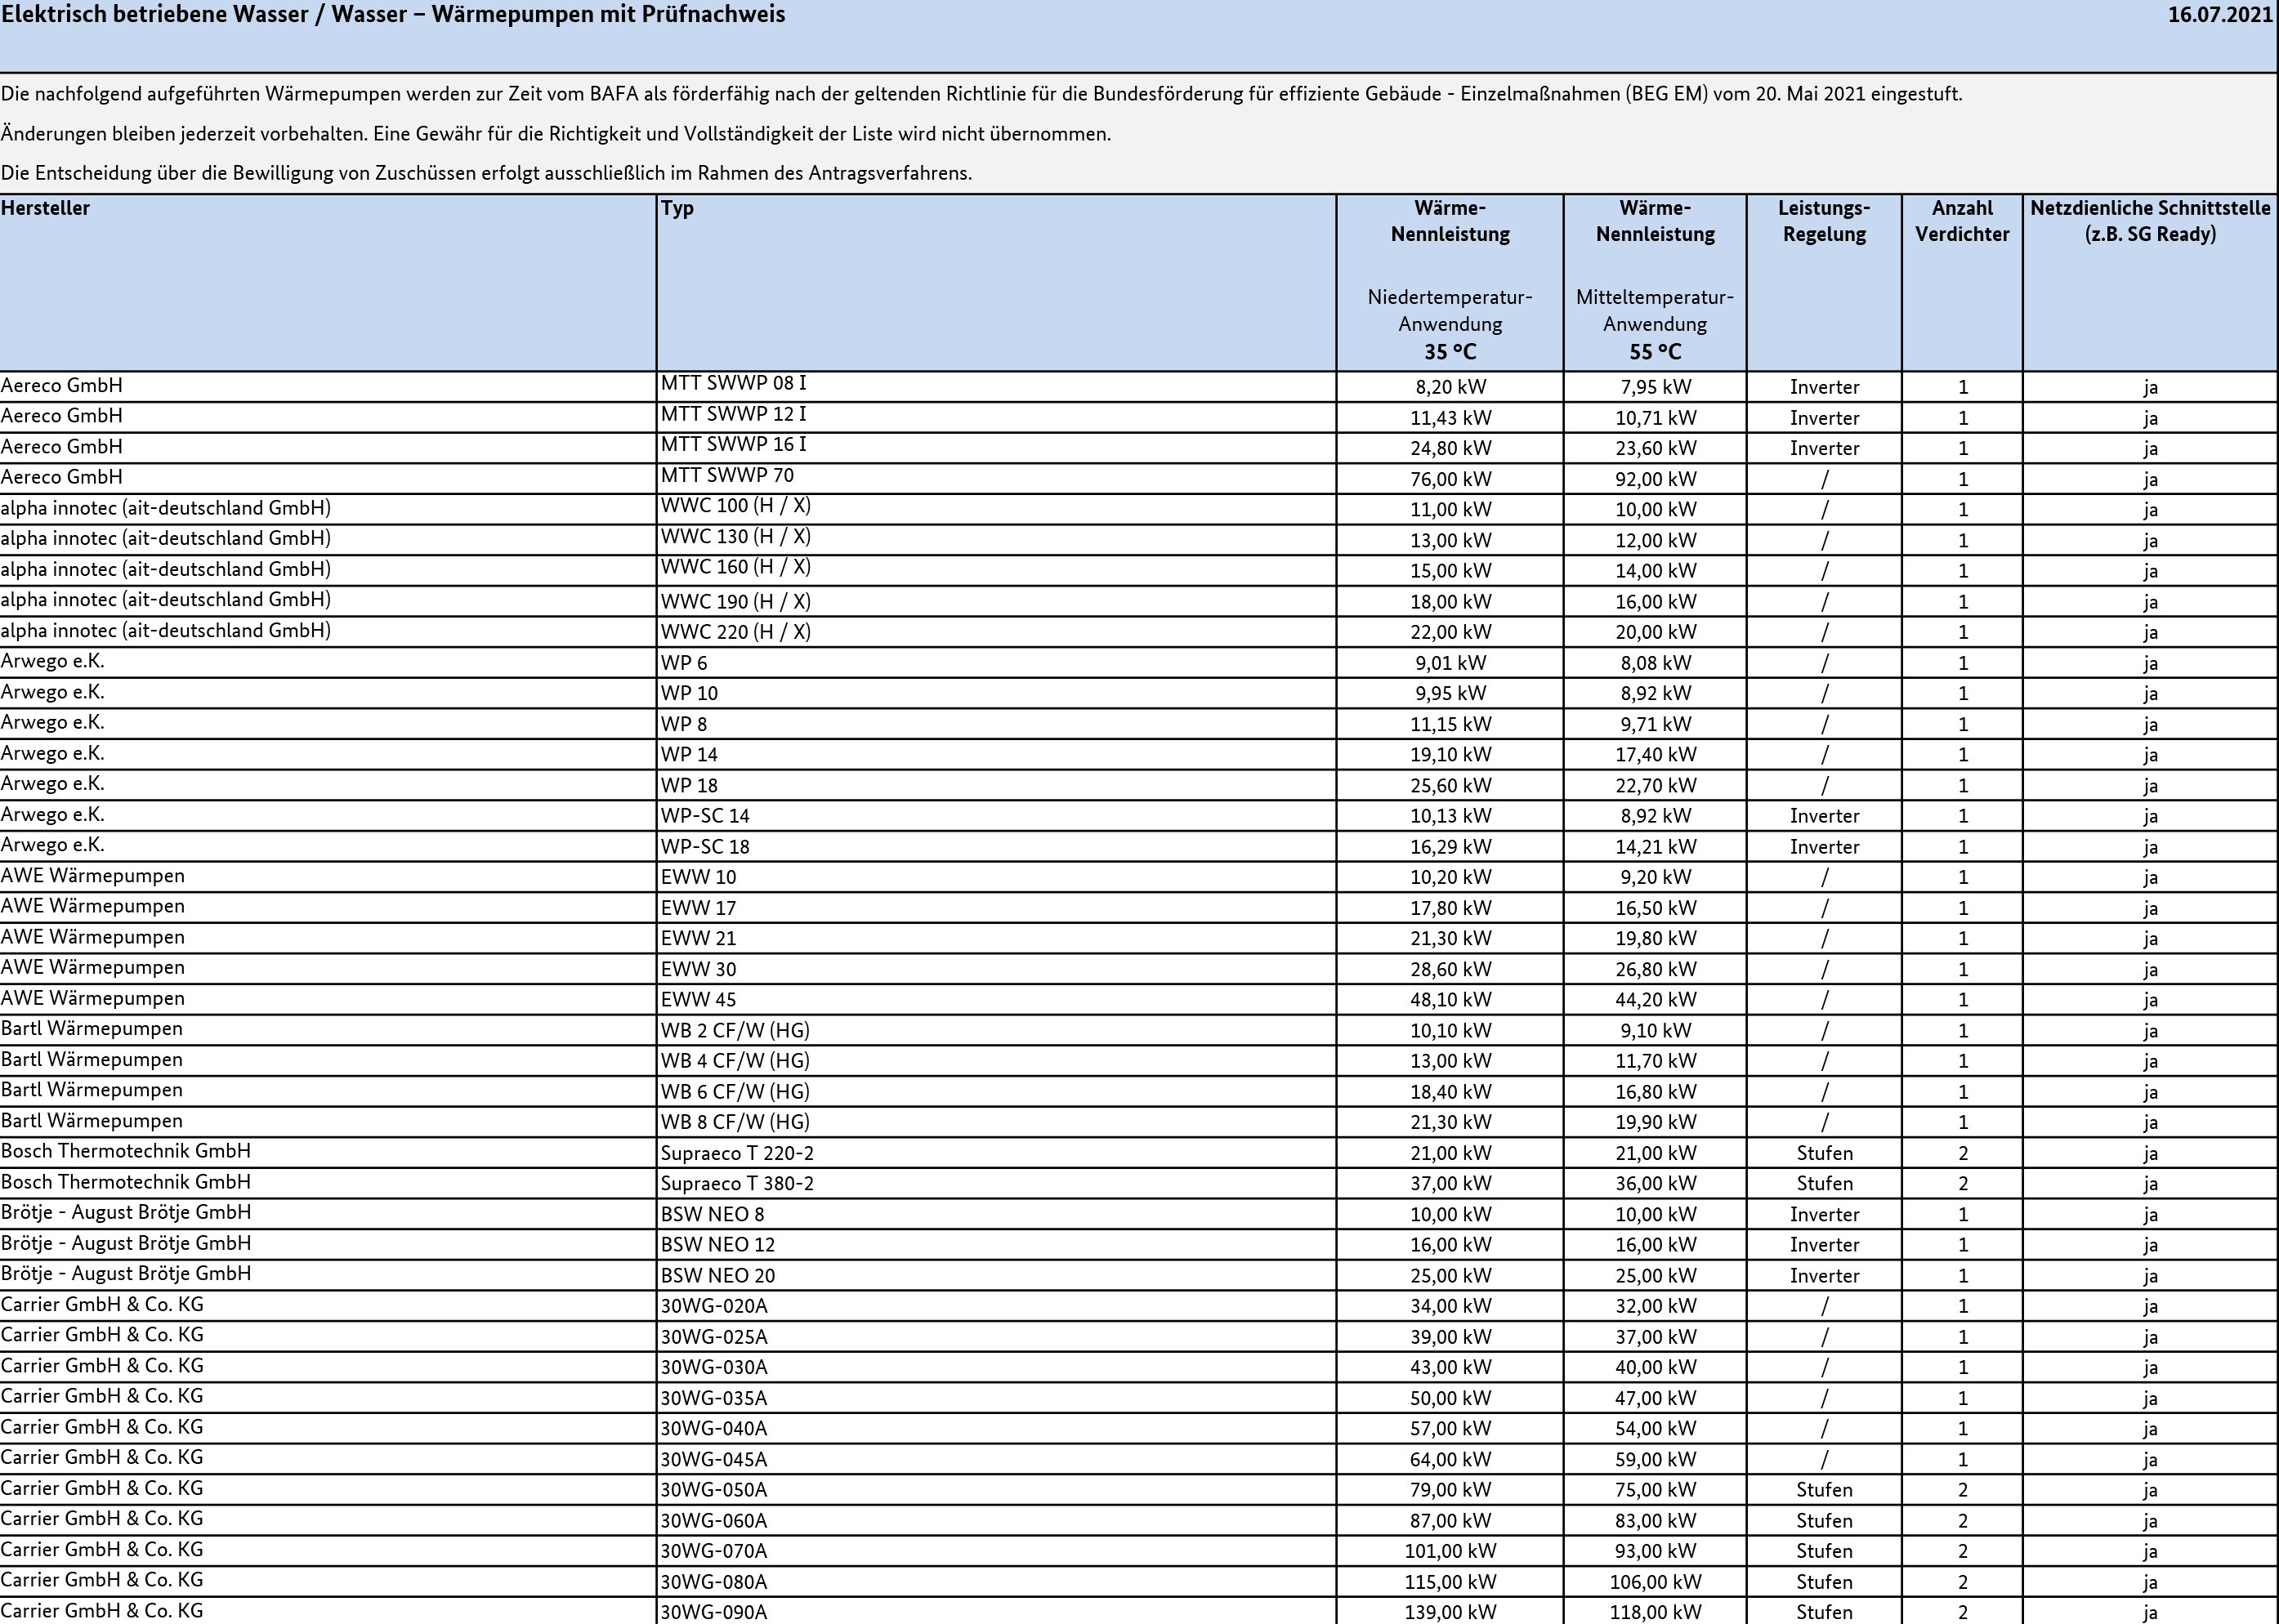 Elektrisch betriebene Wasser / Wasser – Wärmepumpen mit Prüfnachweis 16.07.2021
Die nachfolgend aufgeführten Wärmepumpen werden zur Zeit vom BAFA als förderfähig nach der geltenden Richtlinie für die Bundesförderung für effiziente Gebäude - Einzelmaßnahmen (BEG EM) vom 20. Mai 2021 eingestuft.
Änderungen bleiben jederzeit vorbehalten. Eine Gewähr für die Richtigkeit und Vollständigkeit der Liste wird nicht übernommen.
Die Entscheidung über die Bewilligung von Zuschüssen erfolgt ausschließlich im Rahmen des Antragsverfahrens.
Hersteller Typ Wärme- Wärme- Leistungs- Anzahl Netzdienliche Schnittstelle
Nennleistung Nennleistung Regelung Verdichter (z.B. SG Ready)
Niedertemperatur- Mitteltemperatur-
Anwendung Anwendung
35 °C 55 °C
Aereco GmbH MTT SWWP 08 I 8,20 kW 7,95 kW Inverter 1 ja
Aereco GmbH MTT SWWP 12 I 11,43 kW 10,71 kW Inverter 1 ja
Aereco GmbH MTT SWWP 16 I 24,80 kW 23,60 kW Inverter 1 ja
Aereco GmbH MTT SWWP 70 76,00 kW 92,00 kW / 1 ja
alpha innotec (ait-deutschland GmbH) WWC 100 (H / X) 11,00 kW 10,00 kW / 1 ja
alpha innotec (ait-deutschland GmbH) WWC 130 (H / X) 13,00 kW 12,00 kW / 1 ja
alpha innotec (ait-deutschland GmbH) WWC 160 (H / X) 15,00 kW 14,00 kW / 1 ja
alpha innotec (ait-deutschland GmbH) WWC 190 (H / X) 18,00 kW 16,00 kW / 1 ja
alpha innotec (ait-deutschland GmbH) WWC 220 (H / X) 22,00 kW 20,00 kW / 1 ja
Arwego e.K. WP 6 9,01 kW 8,08 kW / 1 ja
Arwego e.K. WP 10 9,95 kW 8,92 kW / 1 ja
Arwego e.K. WP 8 11,15 kW 9,71 kW / 1 ja
Arwego e.K. WP 14 19,10 kW 17,40 kW / 1 ja
Arwego e.K. WP 18 25,60 kW 22,70 kW / 1 ja
Arwego e.K. WP-SC 14 10,13 kW 8,92 kW Inverter 1 ja
Arwego e.K. WP-SC 18 16,29 kW 14,21 kW Inverter 1 ja
AWE Wärmepumpen EWW 10 10,20 kW 9,20 kW / 1 ja
AWE Wärmepumpen EWW 17 17,80 kW 16,50 kW / 1 ja
AWE Wärmepumpen EWW 21 21,30 kW 19,80 kW / 1 ja
AWE Wärmepumpen EWW 30 28,60 kW 26,80 kW / 1 ja
AWE Wärmepumpen EWW 45 48,10 kW 44,20 kW / 1 ja
Bartl Wärmepumpen WB 2 CF/W (HG) 10,10 kW 9,10 kW / 1 ja
Bartl Wärmepumpen WB 4 CF/W (HG) 13,00 kW 11,70 kW / 1 ja
Bartl Wärmepumpen WB 6 CF/W (HG) 18,40 kW 16,80 kW / 1 ja
Bartl Wärmepumpen WB 8 CF/W (HG) 21,30 kW 19,90 kW / 1 ja
Bosch Thermotechnik GmbH Supraeco T 220-2 21,00 kW 21,00 kW Stufen 2 ja
Bosch Thermotechnik GmbH Supraeco T 380-2 37,00 kW 36,00 kW Stufen 2 ja
Brötje - August Brötje GmbH BSW NEO 8 10,00 kW 10,00 kW Inverter 1 ja
Brötje - August Brötje GmbH BSW NEO 12 16,00 kW 16,00 kW Inverter 1 ja
Brötje - August Brötje GmbH BSW NEO 20 25,00 kW 25,00 kW Inverter 1 ja
Carrier GmbH & Co. KG 30WG-020A 34,00 kW 32,00 kW / 1 ja
Carrier GmbH & Co. KG 30WG-025A 39,00 kW 37,00 kW / 1 ja
Carrier GmbH & Co. KG 30WG-030A 43,00 kW 40,00 kW / 1 ja
Carrier GmbH & Co. KG 30WG-035A 50,00 kW 47,00 kW / 1 ja
Carrier GmbH & Co. KG 30WG-040A 57,00 kW 54,00 kW / 1 ja
Carrier GmbH & Co. KG 30WG-045A 64,00 kW 59,00 kW / 1 ja
Carrier GmbH & Co. KG 30WG-050A 79,00 kW 75,00 kW Stufen 2 ja
Carrier GmbH & Co. KG 30WG-060A 87,00 kW 83,00 kW Stufen 2 ja
Carrier GmbH & Co. KG 30WG-070A 101,00 kW 93,00 kW Stufen 2 ja
Carrier GmbH & Co. KG 30WG-080A 115,00 kW 106,00 kW Stufen 2 ja
Carrier GmbH & Co. KG 30WG-090A 139,00 kW 118,00 kW Stufen 2 ja